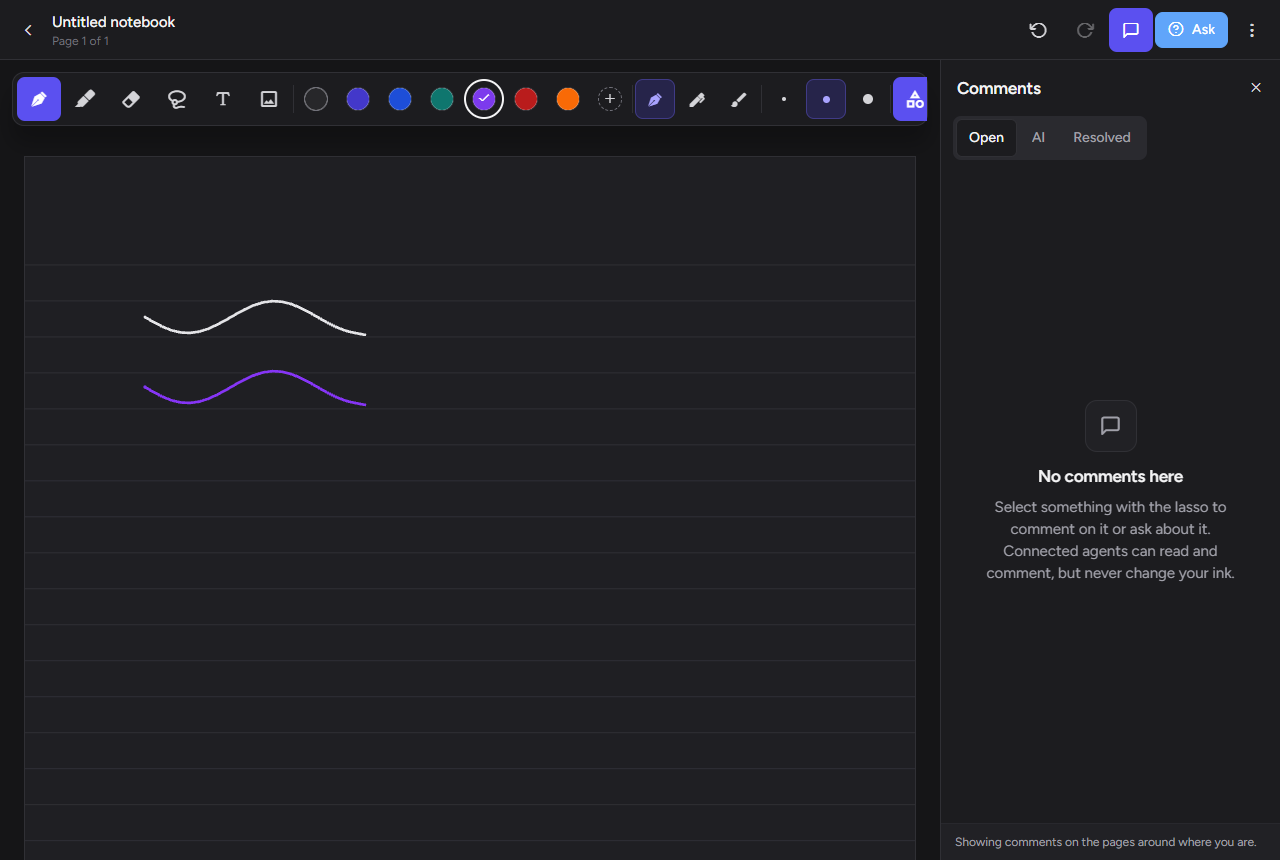 Untitled notebook
Page 1 of 1
Ask
T
Comments
Open
AI
Resolved
No comments here
Select something with the lasso to
comment on it or ask about it.
Connected agents can read and
comment, but never change your ink.
Showing comments on the pages around where you are.